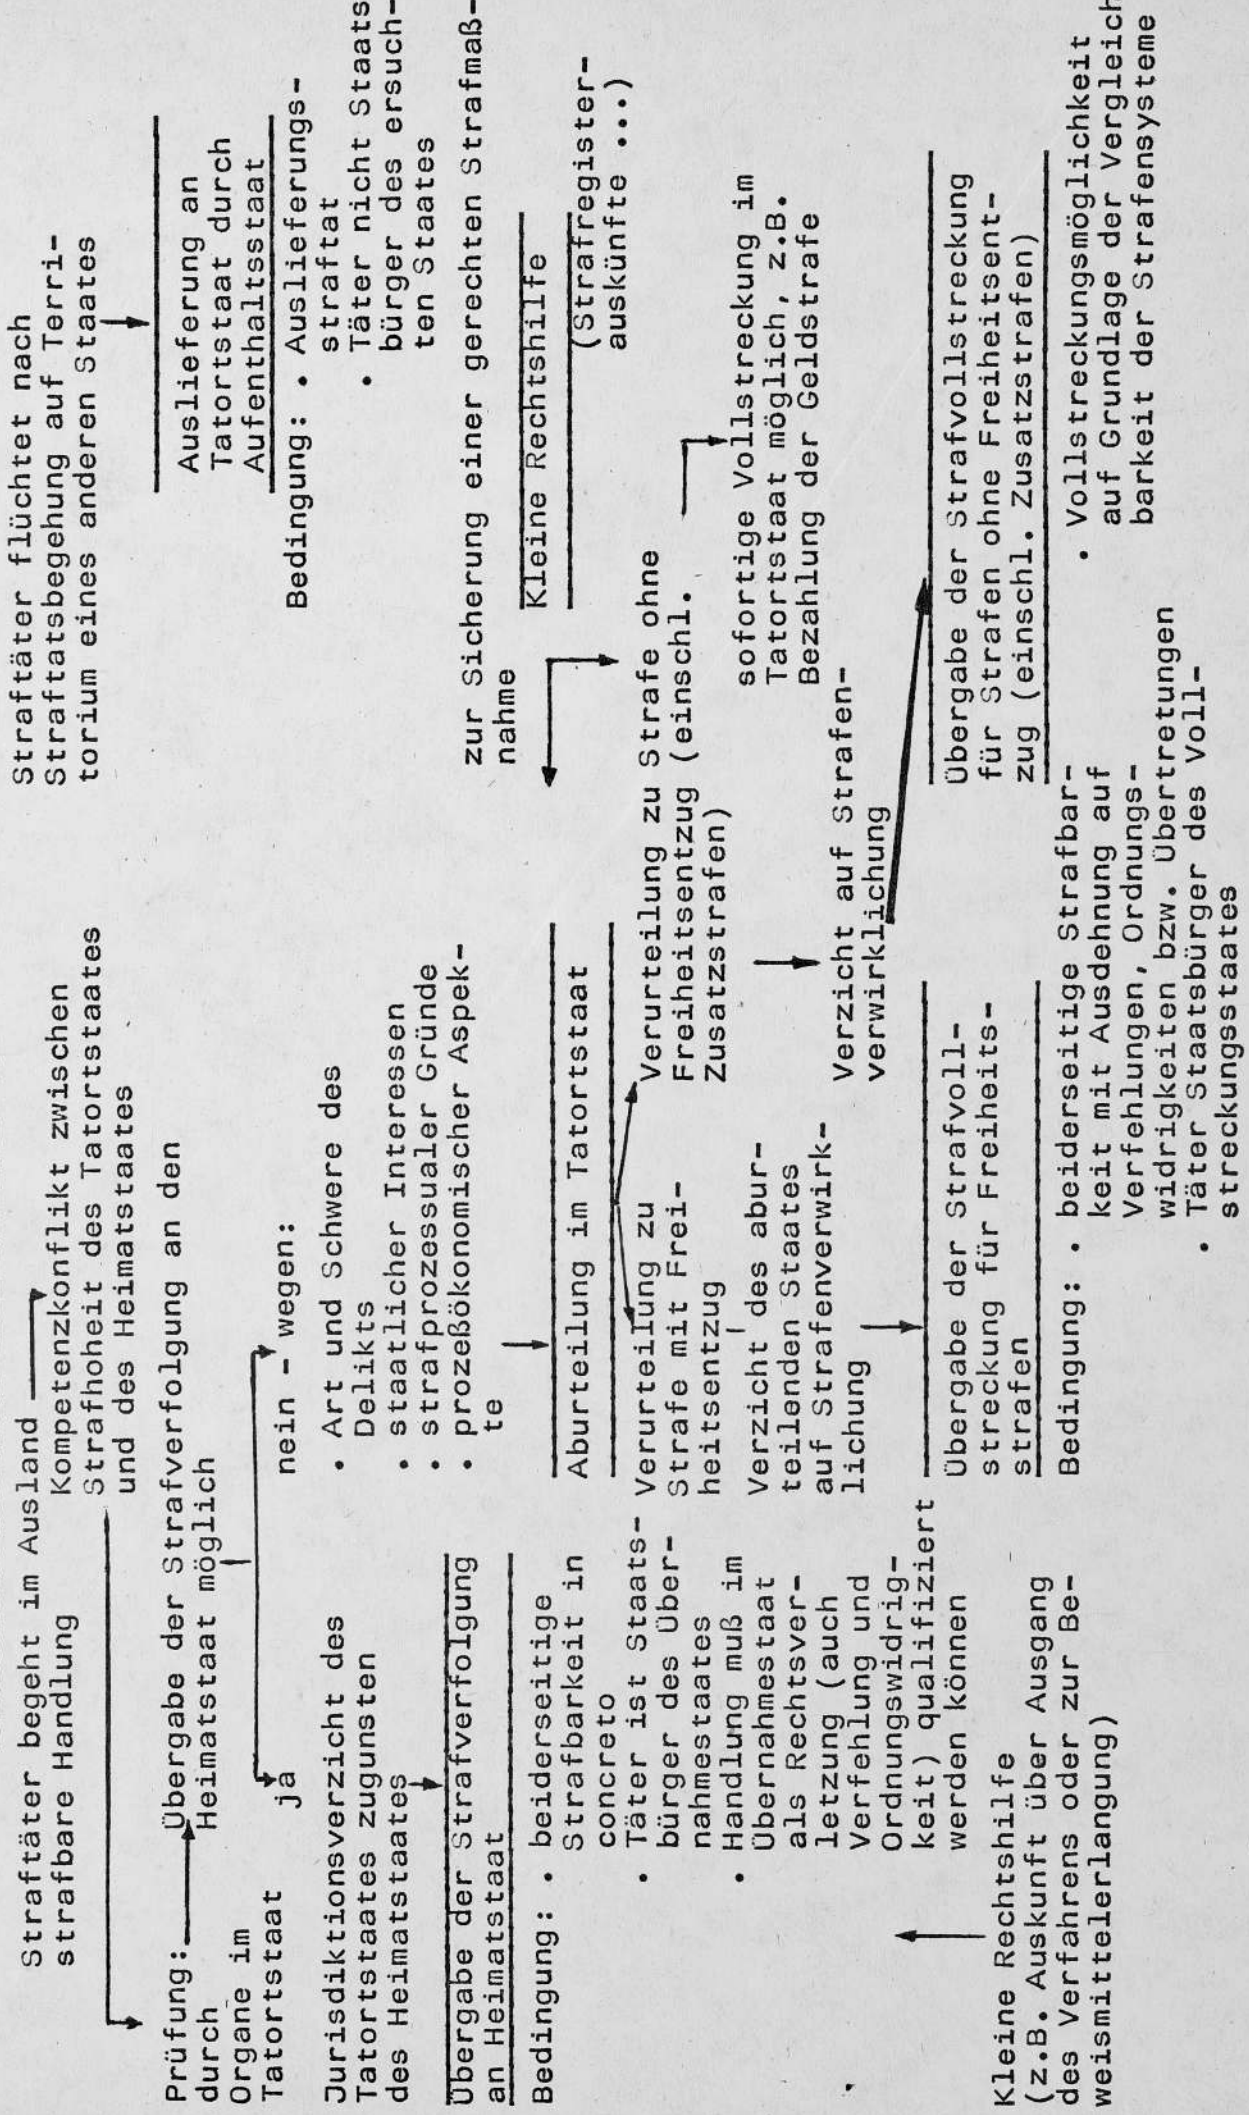 Straftäter begeht im Ausland
strafbare Handlung
Kompetenzkonflikt zwischen
Strafhoheit des Tatortstaates
und des Heimatstaates
Straftäter flüchtet nach
Straftatsbegehung auf Terri-
torium eines anderen Staates
Prüfung:
durch
Organe im
Tatortstaat
Übergabe der Strafverfolgung an den
Heimatstaat möglich
ja
nein - wegen:
Auslieferung an
Tatortstaat durch
Aufenthaltsstaat
Bedingung: • Auslieferungs-
straftat
• Täter nicht Staats
bürger des ersuch-
ten Staates
Jurisdiktionsverzicht des
Tatortstaates zugunsten
des Heimatstaates
• Art und Schwere des
Delikts
• staatlicher Interessen
• strafprozessualer Gründe
• prozeßökonomischer Aspek-
te
zur Sicherung einer gerechten Strafmaß-
nahme
Übergabe der Strafverfolgung
an Heimatstaat
Bedingung: • beiderseitige
Strafbarkeit in
concreto
• Täter ist Staats-
bürger des Über-
nahmestaates
• Handlung muß im
Übernahmestaat
als Rechtsver-
letzung (auch
Verfehlung und
Ordnungswidrig-
keit) qualifiziert
werden können
Kleine Rechtshilfe
(z.B. Auskunft über Ausgang
des Verfahrens oder zur Be-
weismittelerlangung)
Aburteilung im Tatortstaat
Kleine Rechtshilfe
(Strafregister-
auskünfte ...)
Verurteilung zu
Strafe mit Frei-
heitsentzug
Verzicht des abur-
teilenden Staates
auf Strafenverwirk-
lichung
Verurteilung zu Strafe ohne
Freiheitsentzug (einschl.
Zusatzstrafen)
sofortige Vollstreckung im
Tatortstaat möglich, z.B.
Bezahlung der Geldstrafe
Verzicht auf Strafen-
verwirklichung
Übergabe der Strafvoll-
streckung für Freiheits-
strafen
Übergabe der Strafvollstreckung
für Strafen ohne Freiheitsent-
zug (einschl. Zusatzstrafen)
Bedingung: • beiderseitige Strafbar-
keit mit Ausdehnung auf
Verfehlungen, Ordnungs-
widrigkeiten bzw. Übertretungen
• Täter Staatsbürger des Voll-
streckungsstaates
• Vollstreckungsmöglichkeit
auf Grundlage der Vergleich
barkeit der Strafensysteme